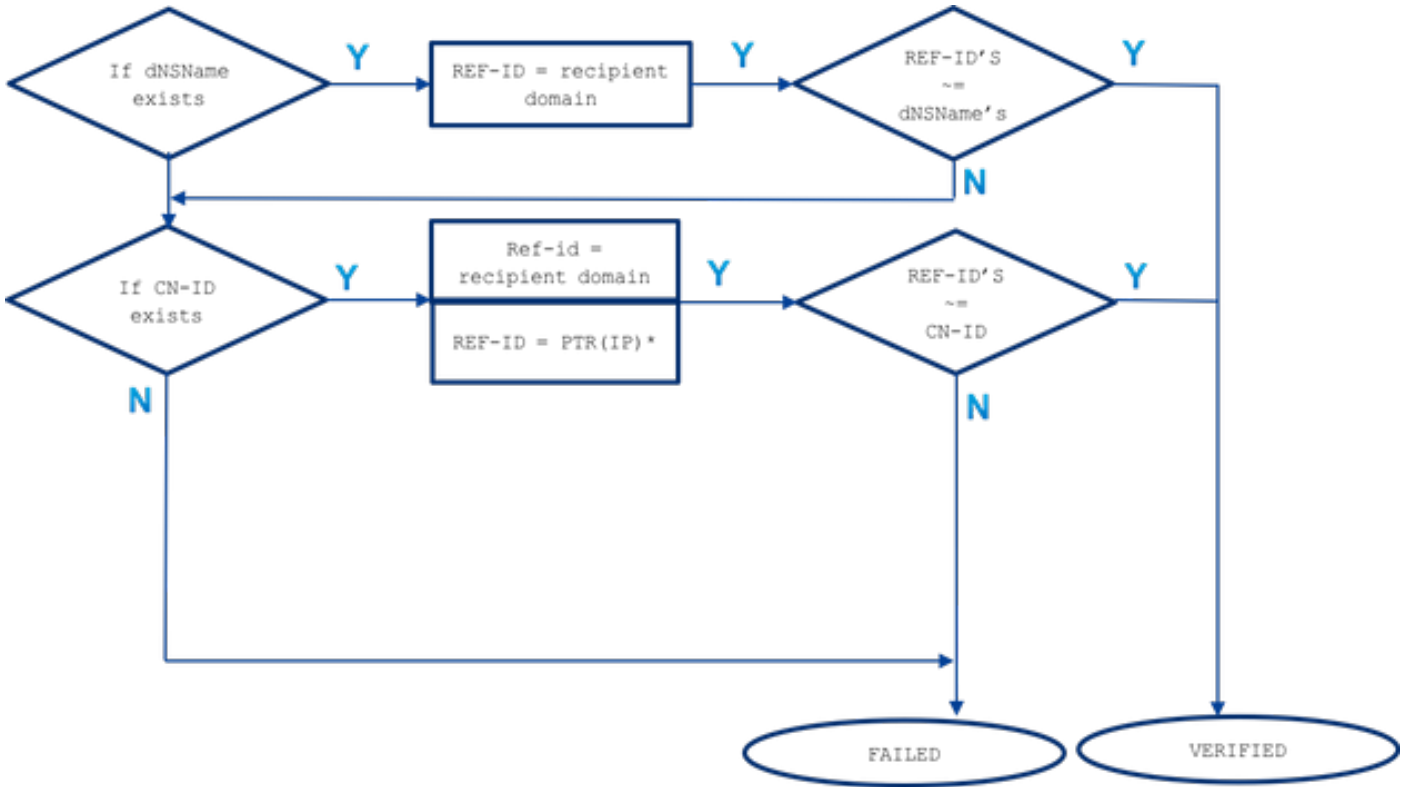 If dNSName
exists
Y
REF-ID = recipient
domain
Y
REF-ID'S
~=
dNSName's
Y
N
If CN-ID
exists
Y
Ref-id =
recipient domain
REF-ID = PTR(IP)*
Y
REF-ID'S
~=
CN-ID
Y
N
N
FAILED
VERIFIED